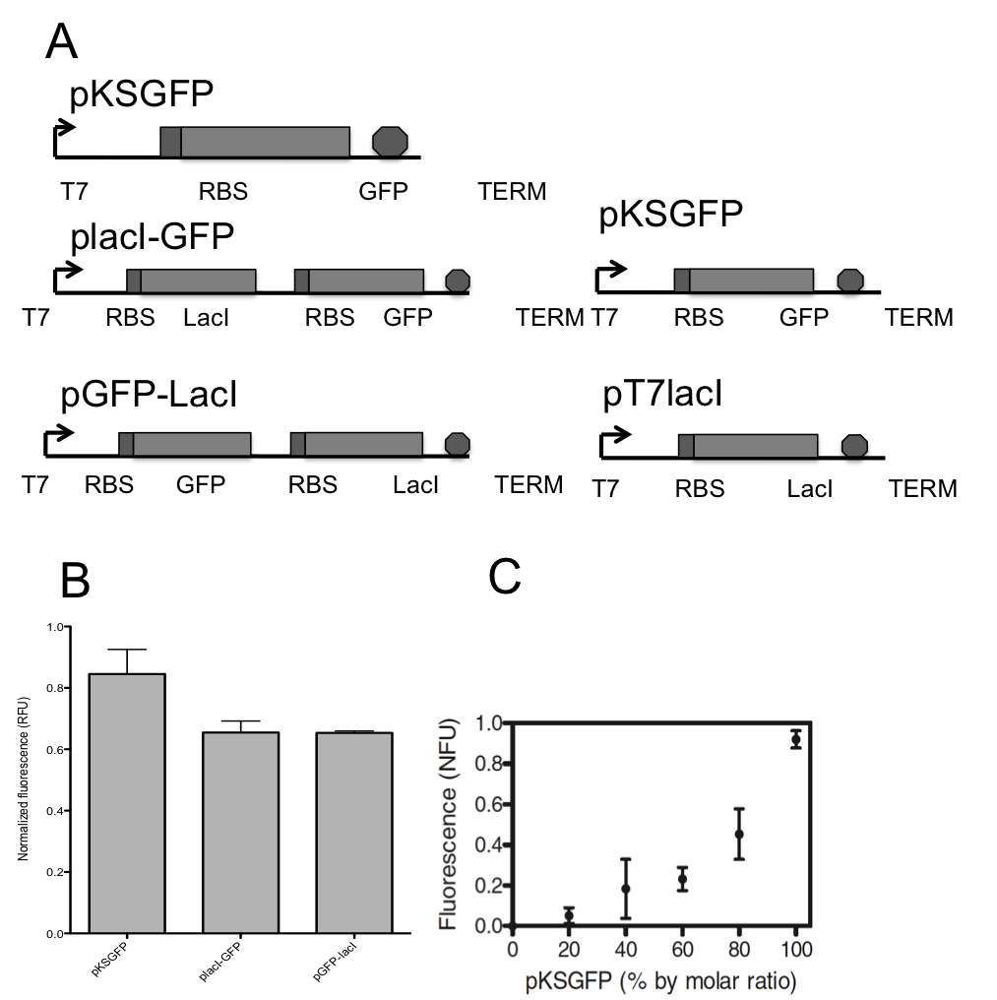 A
pKSGFP
T7 RBS GFP TERM
placI-GFP
T7 RBS LacI RBS GFP TERM
pGFP-LacI
T7 RBS GFP RBS LacI TERM
pKSGFP
T7 RBS GFP TERM
pT7lacI
T7 RBS LacI TERM
B
Normalized fluorescence (RFU)
1.0
0.8
0.6
0.4
0.2
0.0
pKSGFP placI-GFP pGFP-lacI
C
Fluorescence (NFU)
1.0
0.8
0.6
0.4
0.2
0.0
0 20 40 60 80 100
pKSGFP (% by molar ratio)